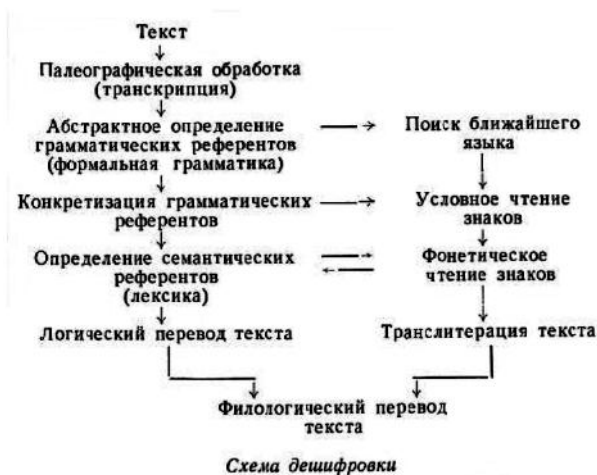 Текст
Палеографическая обработка
(транскрипция)
Абстрактное определение
грамматических референтов
(формальная грамматика)
Поиск ближайшего
языка
Конкретизация грамматических
референтов
Условное чтение
знаков
Определение семантических
референтов
(лексика)
Фонетическое
чтение знаков
Логический перевод текста
Транслитерация текста
Филологический перевод
текста
Схема дешифровки